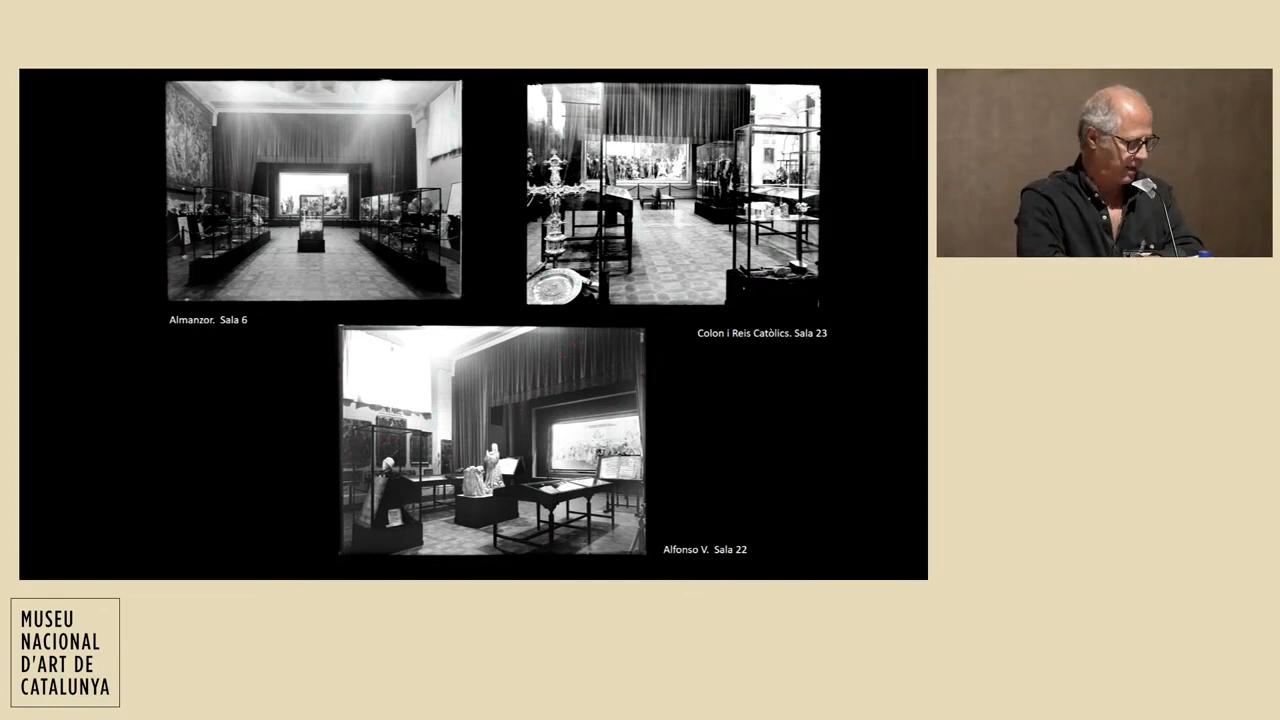 Almanzor. Sala 6
Colon i Reis Catòlics. Sala 23
Alfonso V. Sala 22
MUSEU
NACIONAL
D'ART DE
CATALUNYA